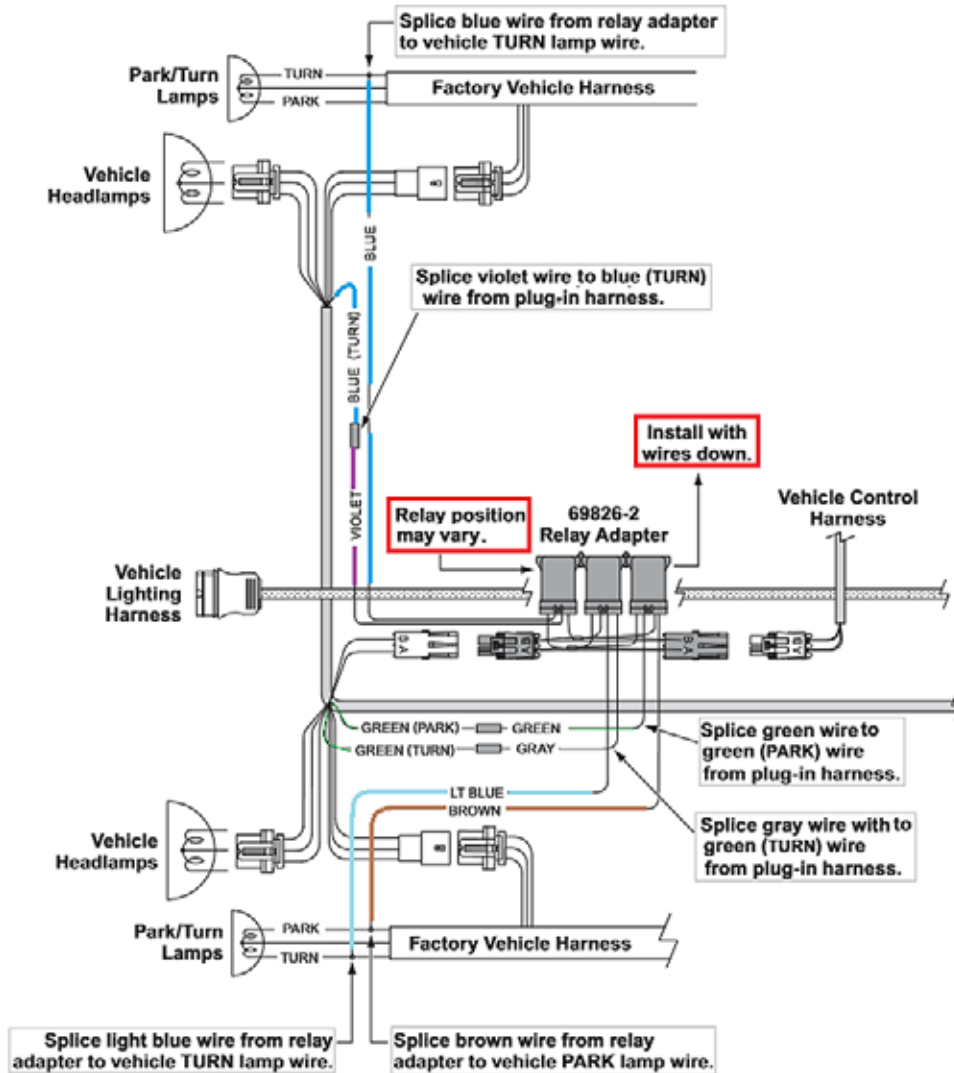 Splice blue wire from relay adapter
to vehicle TURN lamp wire.
Park/Turn
Lamps
TURN
PARK
Factory Vehicle Harness
Vehicle
Headlamps
BLUE
Splice violet wire to blue (TURN)
wire from plug-in harness.
BLUE (TURN)
VIOLET
Install with
wires down.
Relay position
may vary.
69826-2
Relay Adapter
Vehicle Control
Harness
Vehicle
Lighting
Harness
B A
B A
GREEN (PARK)
GREEN
GREEN (TURN)
GRAY
Splice green wire to
green (PARK) wire
from plug-in harness.
LT BLUE
BROWN
Splice gray wire with to
green (TURN) wire
from plug-in harness.
Vehicle
Headlamps
Park/Turn
Lamps
PARK
TURN
Factory Vehicle Harness
Splice light blue wire from relay
adapter to vehicle TURN lamp wire.
Splice brown wire from relay
adapter to vehicle PARK lamp wire.